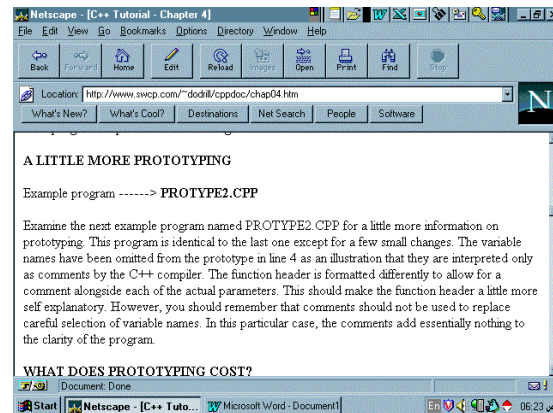 Netscape - [C++ Tutorial - Chapter 4]
File Edit View Go Bookmarks Options Directory Window Help
Back Forward Home Edit Reload Images Open Print Find Stop
Location: http://www.swcp.com/~dodrill/cppdoc/chap04.htm
What's New? What's Cool? Destinations Net Search People Software
N
A LITTLE MORE PROTOTYPING
Example program ------> PROTYPE2.CPP
Examine the next example program named PROTYPE2.CPP for a little more information on
prototyping. This program is identical to the last one except for a few small changes. The variable
names have been omitted from the prototype in line 4 as an illustration that they are interpreted only
as comments by the C++ compiler. The function header is formatted differently to allow for a
comment alongside each of the actual parameters. This should make the function header a little more
self explanatory. However, you should remember that comments should not be used to replace
careful selection of variable names. In this particular case, the comments add essentially nothing to
the clarity of the program.
WHAT DOES PROTOTYPING COST?
Document: Done
Start Netscape - [C++ Tuto... Microsoft Word - Document1 En 06:23